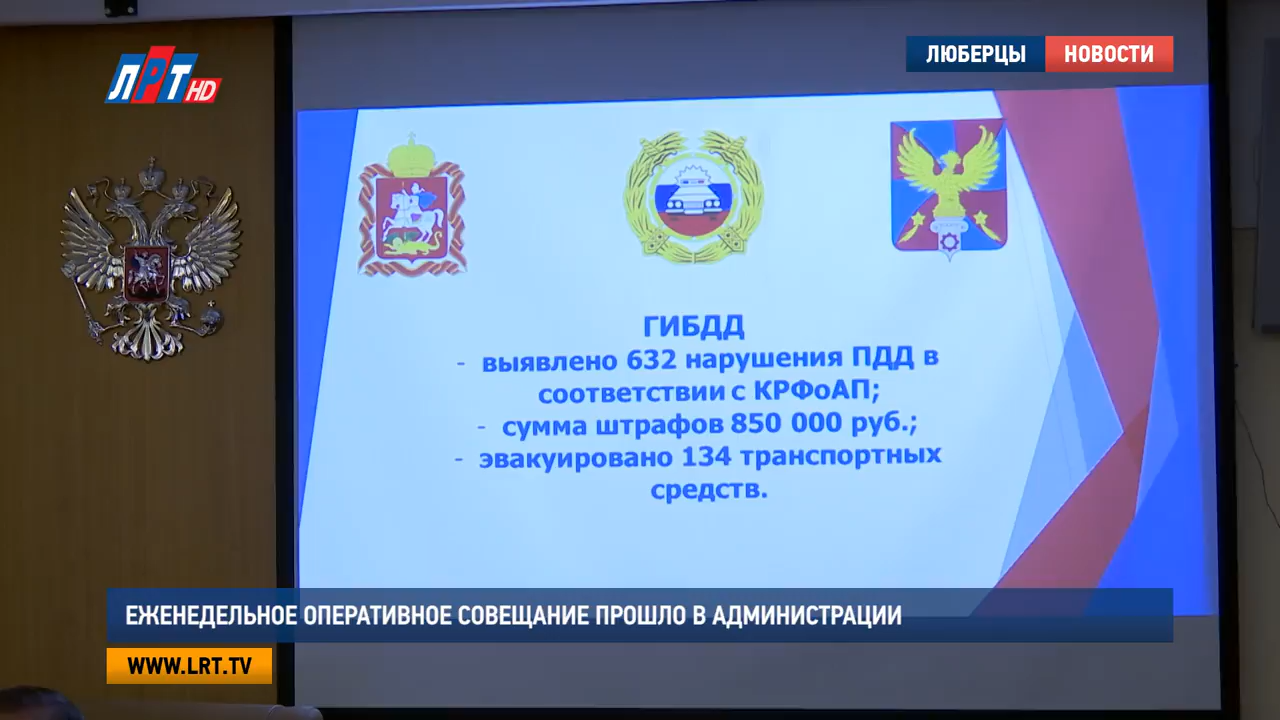 ЛРТ HD
ЛЮБЕРЦЫ НОВОСТИ
ГИБДД
- выявлено 632 нарушения ПДД в
соответствии с КРФоАП;
- сумма штрафов 850 000 руб.;
- эвакуировано 134 транспортных
средств.
ЕЖЕНЕДЕЛЬНОЕ ОПЕРАТИВНОЕ СОВЕЩАНИЕ ПРОШЛО В АДМИНИСТРАЦИИ
WWW.LRT.TV